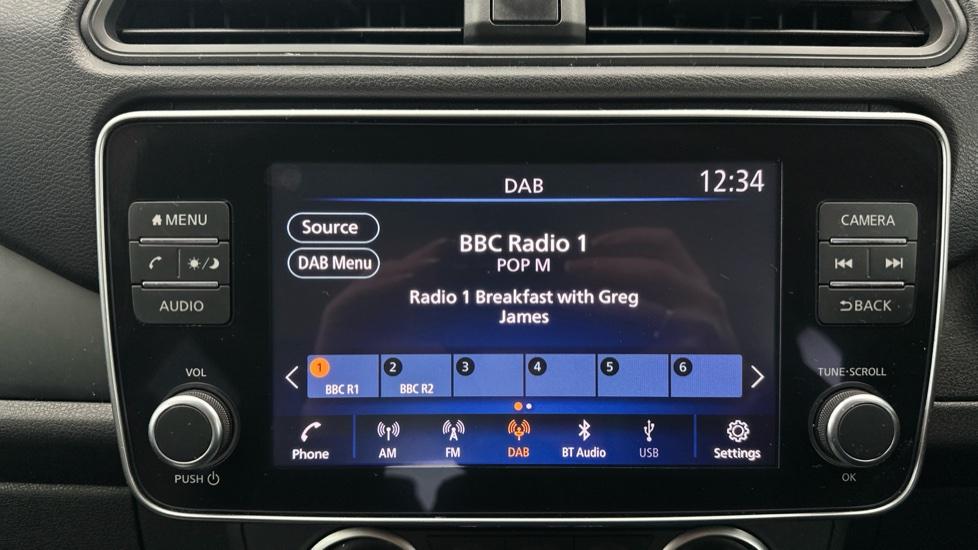 DAB
12:34
MENU
CAMERA
Source
BBC Radio 1
DAB Menu
POP M
AUDIO
Radio 1 Breakfast with Greg
James
BACK
VOL
TUNE·SCROLL
1
2
3
4
5
6
BBC R1
BBC R2
Phone
AM
FM
DAB
BT Audio
USB
Settings
PUSH
OK